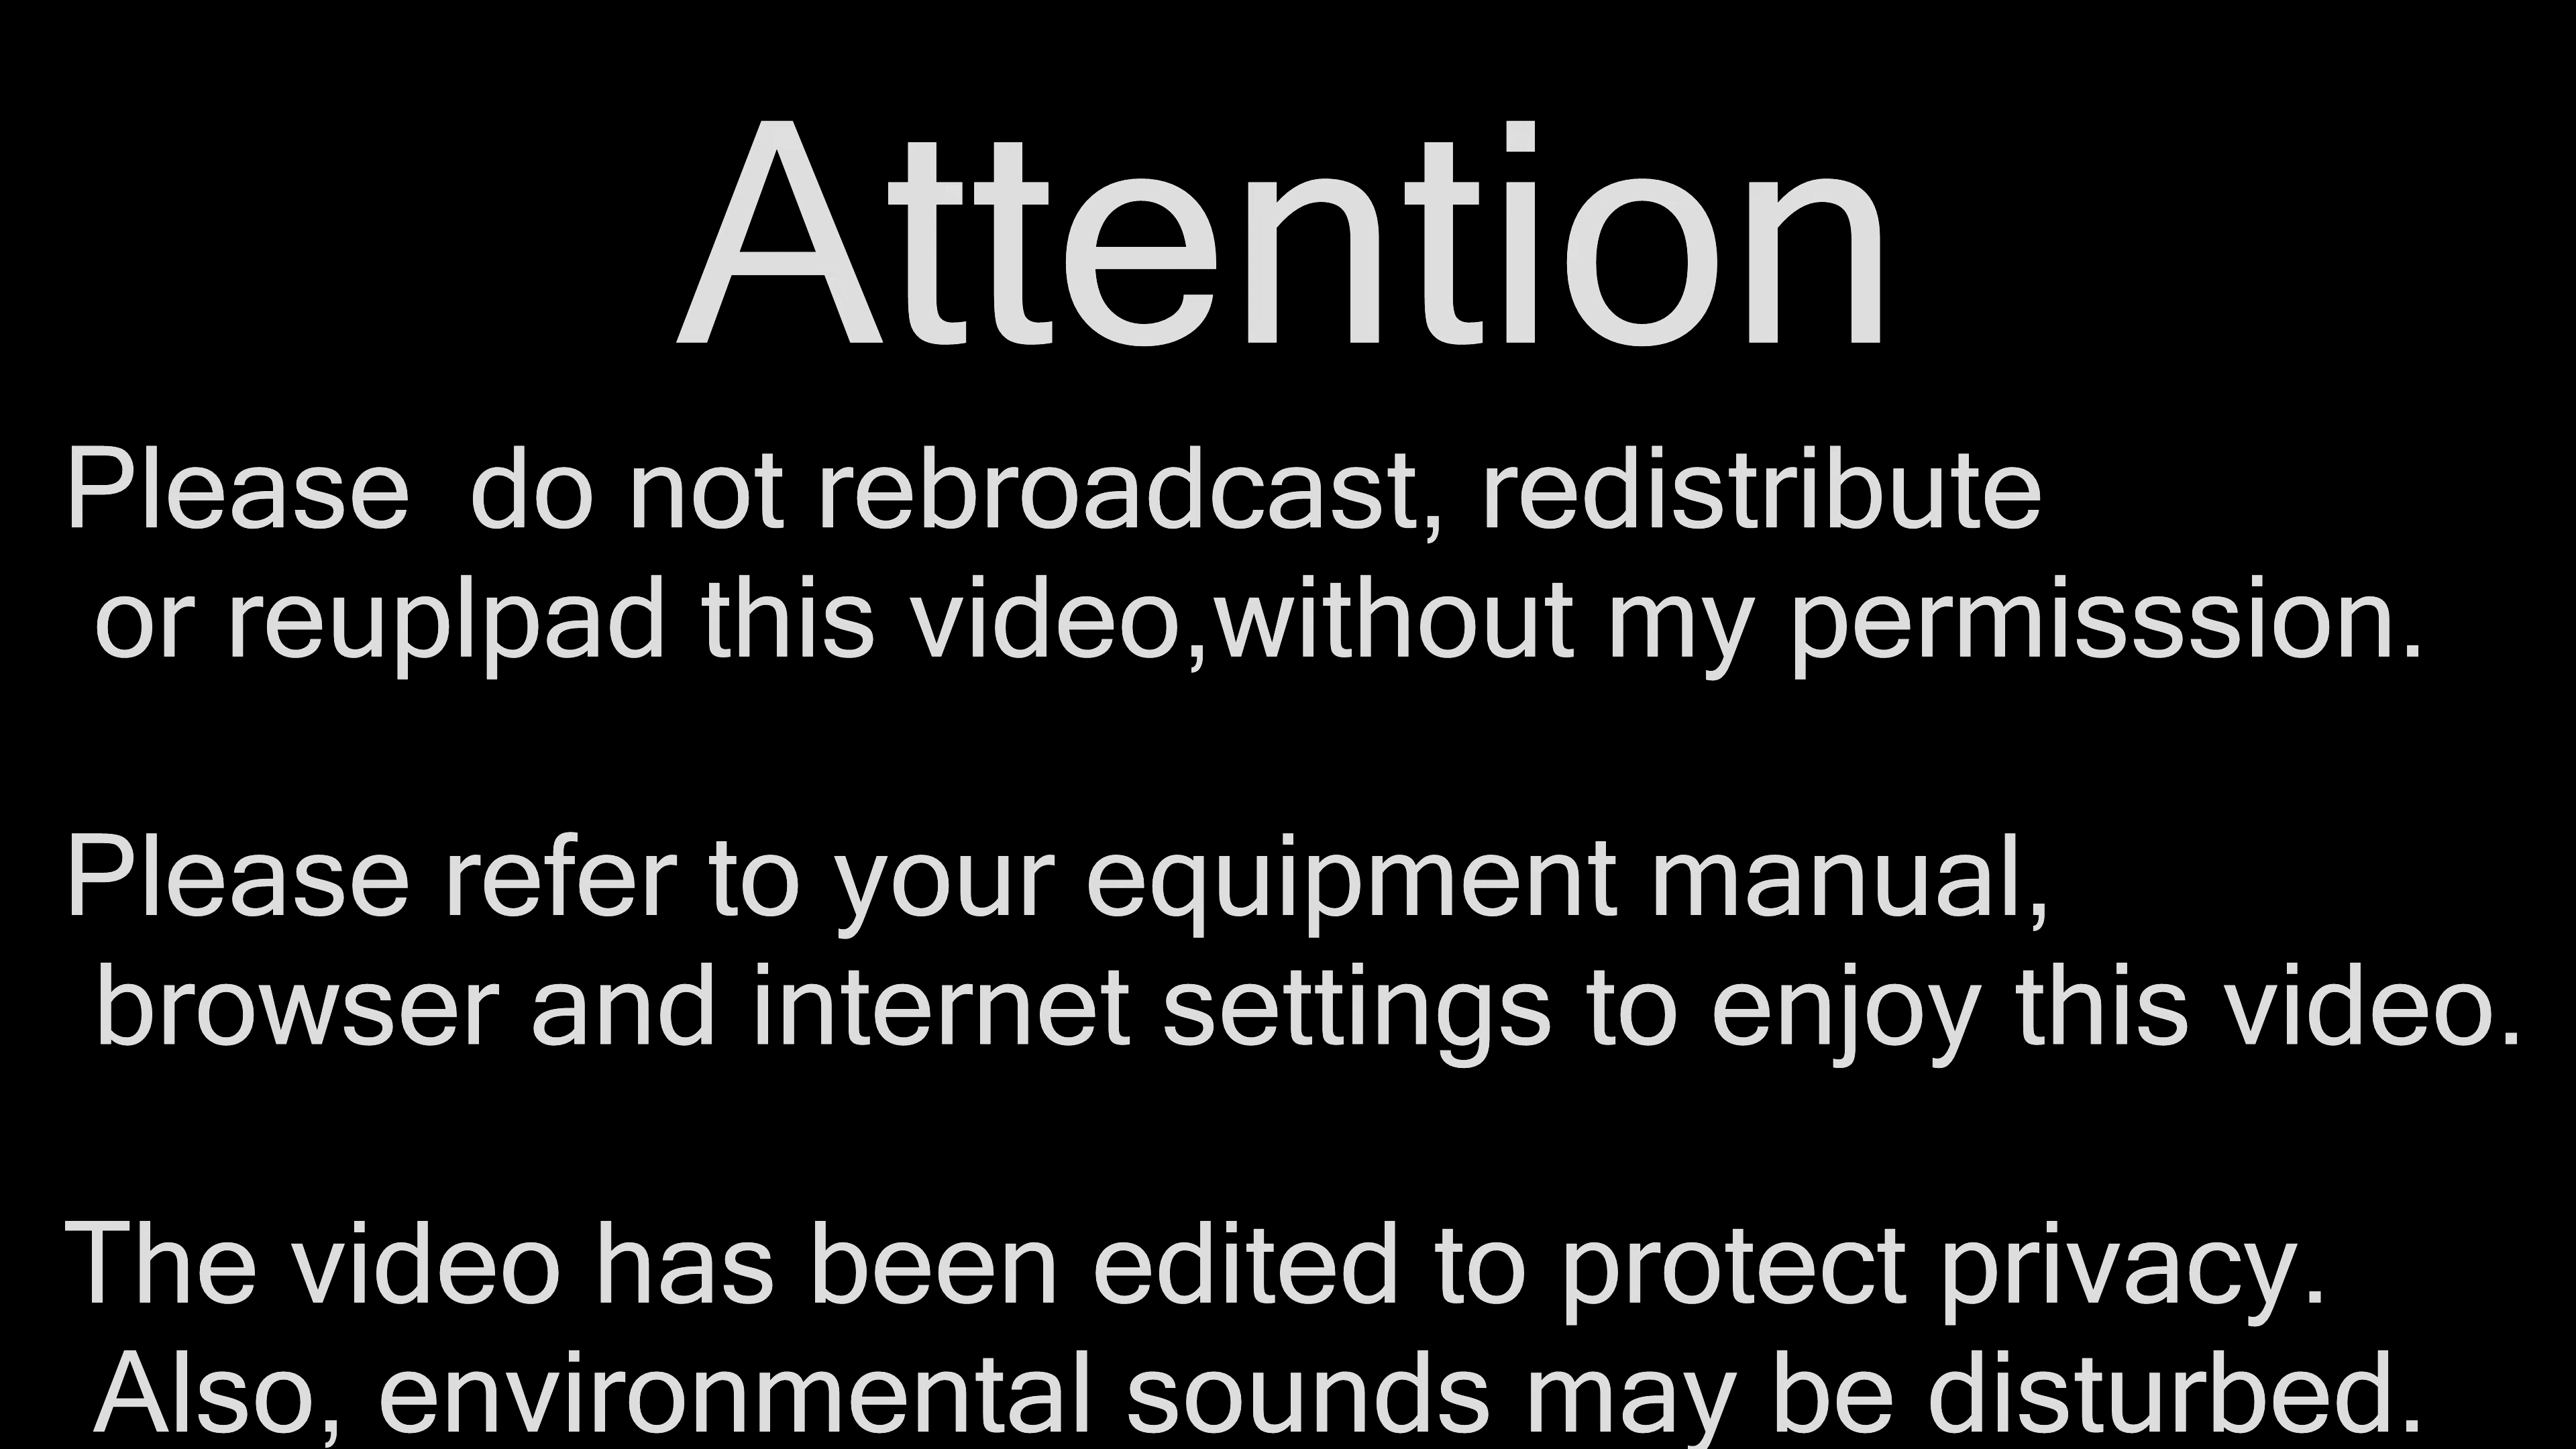 Attention
Please  do not rebroadcast, redistribute
or reuplpad this video,without my permisssion.
Please refer to your equipment manual,
browser and internet settings to enjoy this video.
The video has been edited to protect privacy.
Also, environmental sounds may be disturbed.